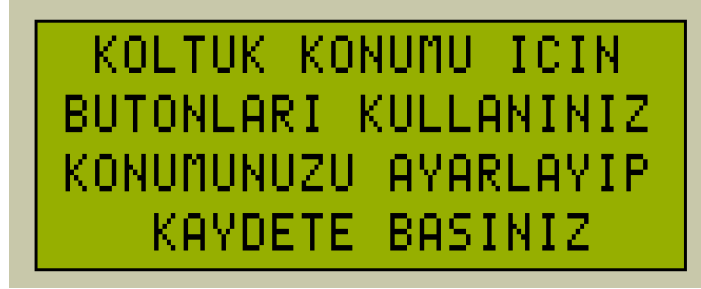 KOLTUK KONUMU ICIN
BUTONLARI KULLANINIZ
KONUMUNUZU AYARLAYIP
KAYDETE BASINIZ